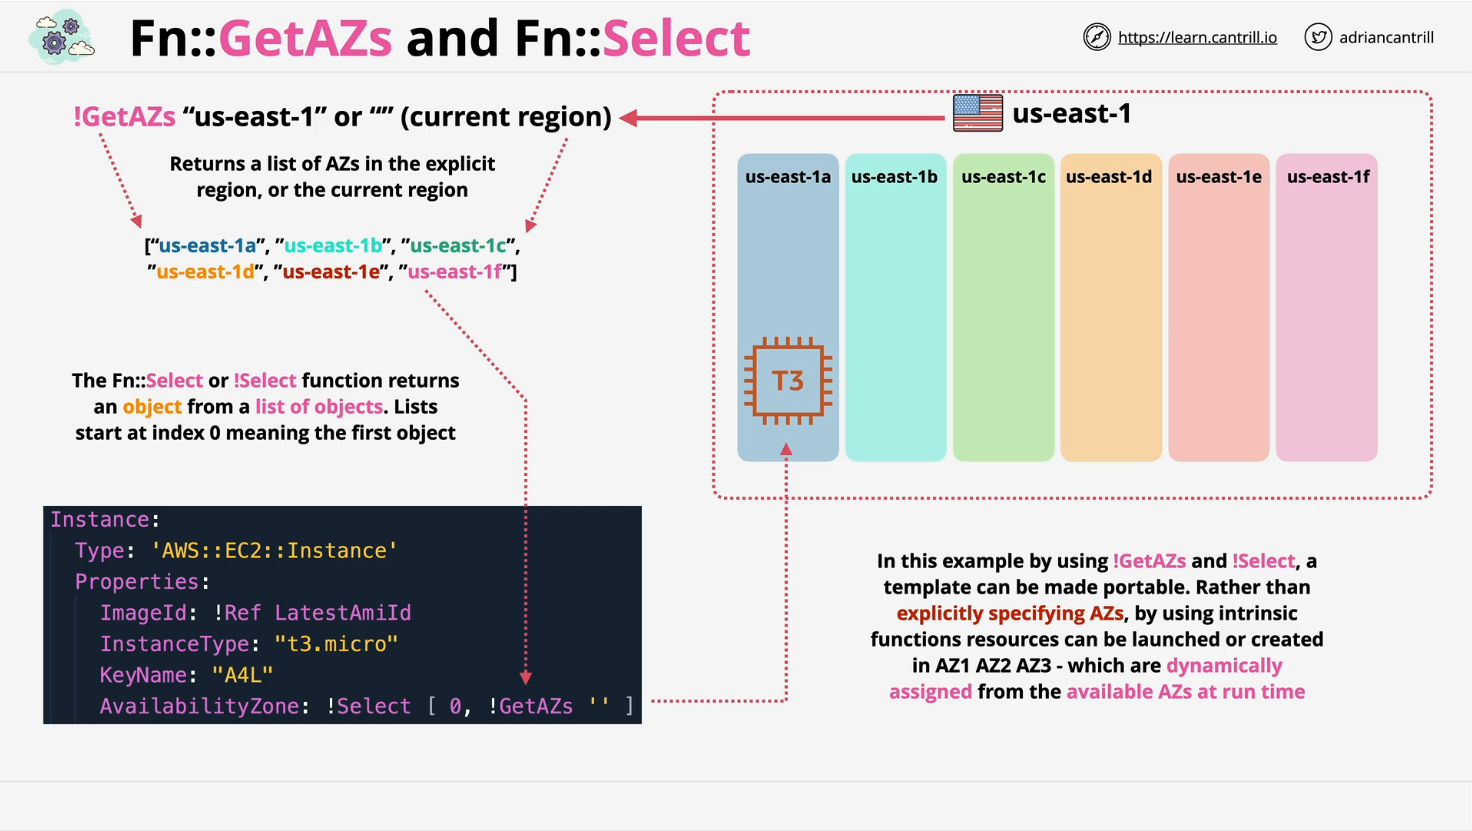 Fn::GetAZs and Fn::Select
https://learn.cantrill.io
adriancantrill
!GetAZs “us-east-1” or “” (current region)
Returns a list of AZs in the explicit
region, or the current region
[“us-east-1a”, ”us-east-1b”, ”us-east-1c”,
”us-east-1d”, ”us-east-1e”, ”us-east-1f”]
us-east-1
us-east-1a
us-east-1b
us-east-1c
us-east-1d
us-east-1e
us-east-1f
T3
The Fn::Select or !Select function returns
an object from a list of objects. Lists
start at index 0 meaning the first object
Instance:
Type: 'AWS::EC2::Instance'
Properties:
ImageId: !Ref LatestAmiId
InstanceType: "t3.micro"
KeyName: "A4L"
AvailabilityZone: !Select [ 0, !GetAZs '' ]
In this example by using !GetAZs and !Select, a
template can be made portable. Rather than
explicitly specifying AZs, by using intrinsic
functions resources can be launched or created
in AZ1 AZ2 AZ3 - which are dynamically
assigned from the available AZs at run time